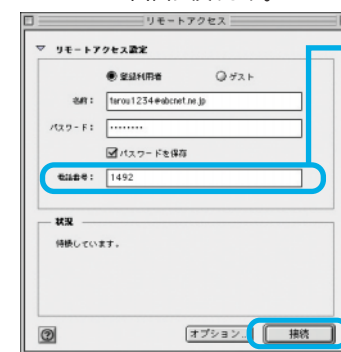 リモートアクセス
▽ リモートアクセス設定
登録利用者 ゲスト
名前： tarou1234@abcnet.ne.jp
パスワード： ••••••••
パスワードを保存
電話番号： 1492
状況
待機しています。
?
オプション... 接続